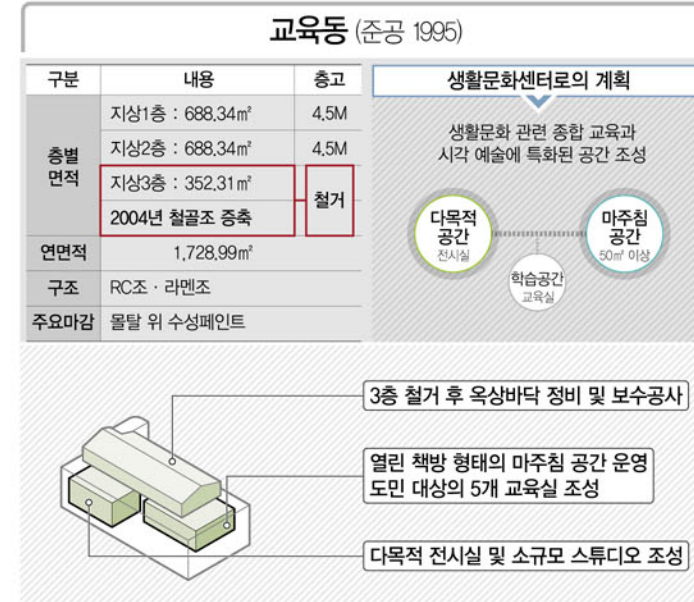 교육동 (준공 1995)
구분 내용 층고
층별
면적
지상1층 : 688.34㎡ 4.5M
지상2층 : 688.34㎡ 4.5M
지상3층 : 352.31㎡
2004년 철골조 증축
철거
연면적 1,728.99㎡
구조 RC조 · 라멘조
주요마감 몰탈 위 수성페인트
생활문화센터로의 계획
생활문화 관련 종합 교육과
시각 예술에 특화된 공간 조성
다목적
공간
전시실
학습공간
교육실
마주침
공간
50㎡ 이상
3층 철거 후 옥상바닥 정비 및 보수공사
열린 책방 형태의 마주침 공간 운영
도민 대상의 5개 교육실 조성
다목적 전시실 및 소규모 스튜디오 조성